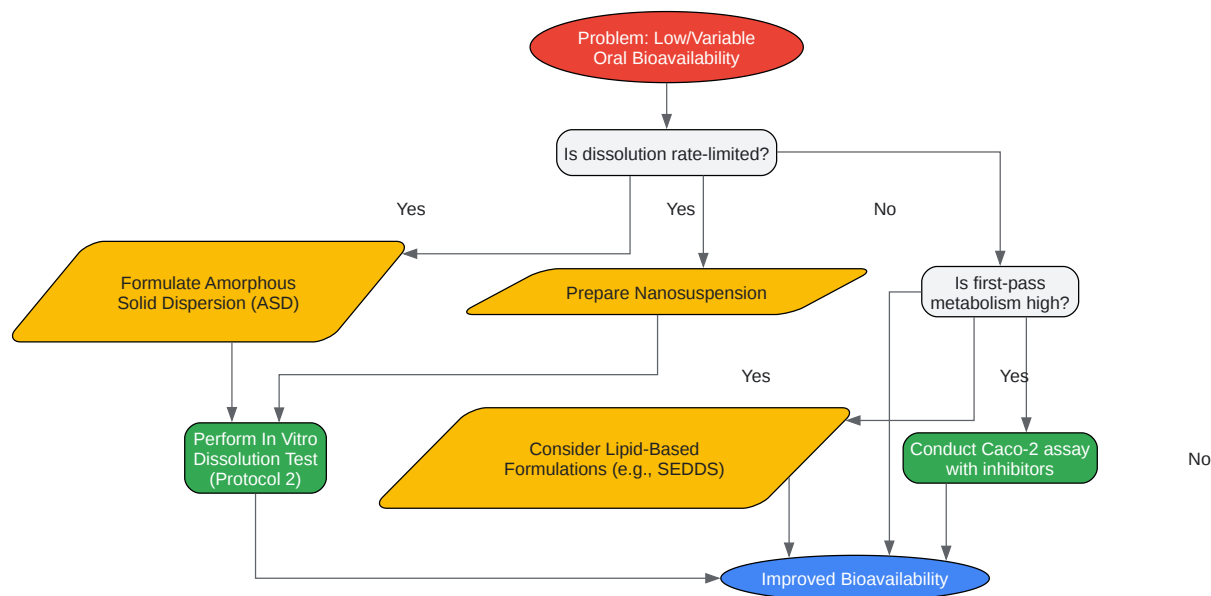 Problem: Low/Variable
Oral Bioavailability
Is dissolution rate-limited?
Yes
Yes
No
Formulate Amorphous
Solid Dispersion (ASD)
Prepare Nanosuspension
Is first-pass
metabolism high?
Yes
Yes
Perform In Vitro
Dissolution Test
(Protocol 2)
Consider Lipid-Based
Formulations (e.g., SEDDS)
Conduct Caco-2 assay
with inhibitors
No
Improved Bioavailability